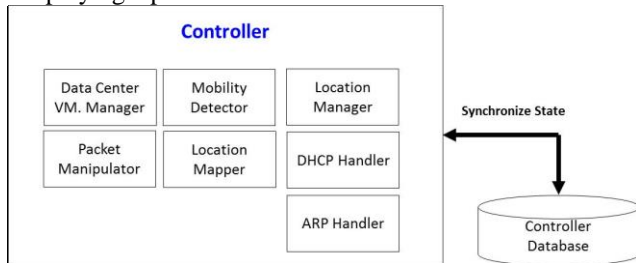 Controller
Data Center
VM. Manager
Mobility
Detector
Location
Manager
Synchronize State
Packet
Manipulator
Location
Mapper
DHCP Handler
ARP Handler
Controller
Database